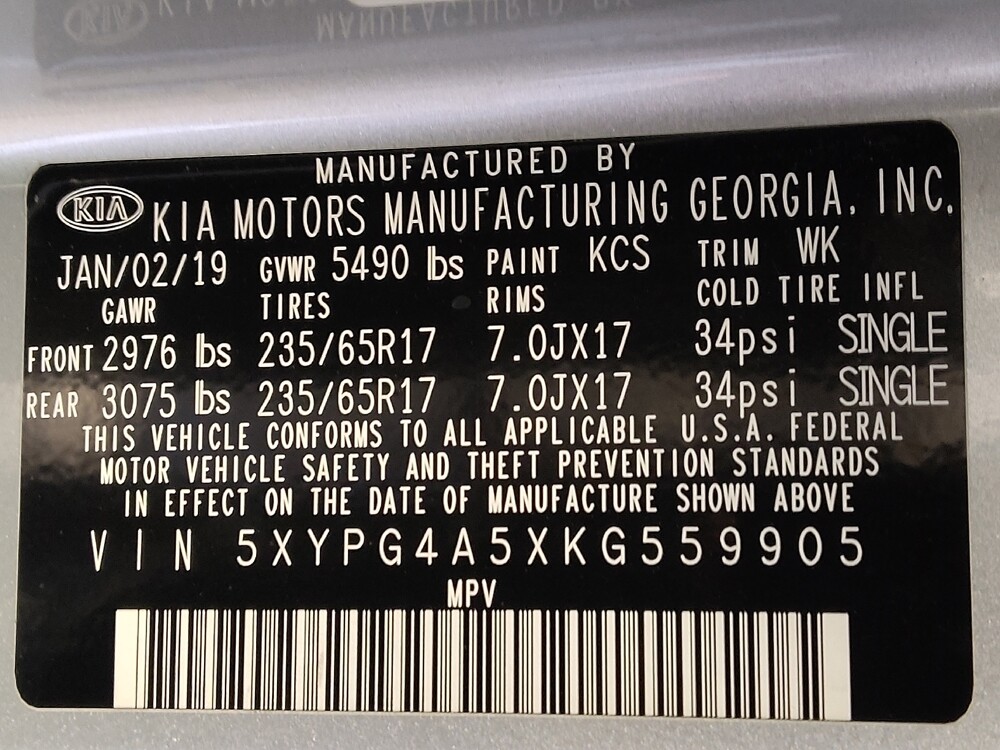 MANUFACTURED BY
KIA KIA MOTORS MANUFACTURING GEORGIA, INC.
JAN/02/19 GVWR 5490 lbs PAINT KCS TRIM WK
GAWR TIRES RIMS COLD TIRE INFL
FRONT 2976 lbs 235/65R17 7.0JX17 34psi SINGLE
REAR 3075 lbs 235/65R17 7.0JX17 34psi SINGLE
THIS VEHICLE CONFORMS TO ALL APPLICABLE U.S.A. FEDERAL
MOTOR VEHICLE SAFETY AND THEFT PREVENTION STANDARDS
IN EFFECT ON THE DATE OF MANUFACTURE SHOWN ABOVE
VIN 5XYPG4A5XKG559905
MPV